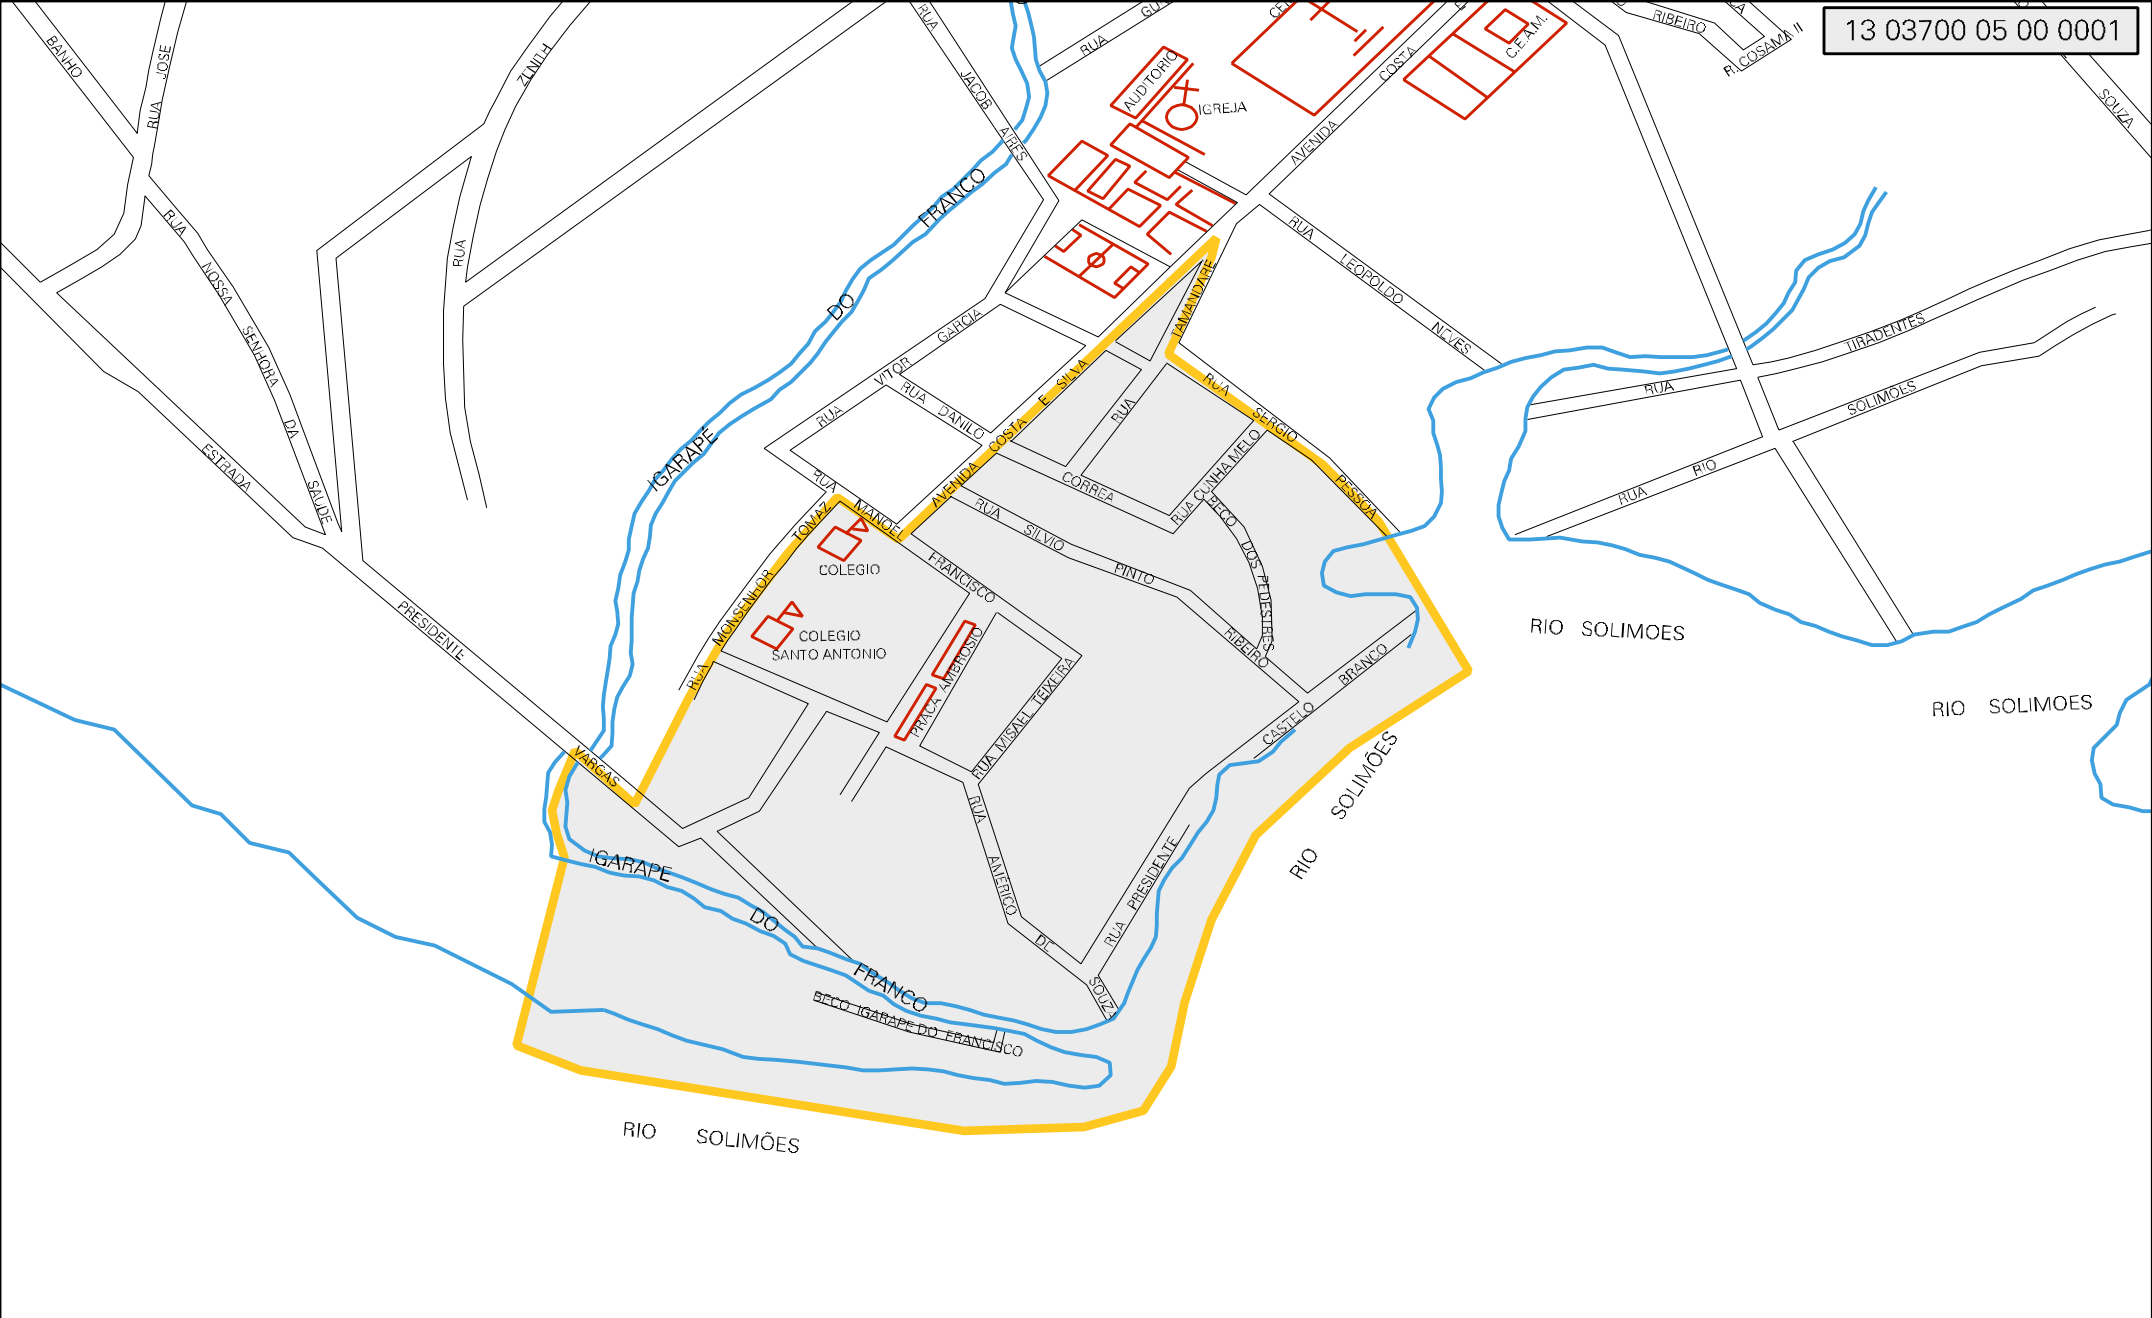 13 03700 05 00 0001
BANHO
RUA JOSE
ZENITH
RUA
RUA JACOB AIRES
RUA
AUDITORIO
IGREJA
AVENIDA COSTA
C.E.A.M.
RIBEIRO
R. COSAMA II
SOUZA
RUA NOSSA SENHORA DA SAUDE
IGARAPÉ DO FRANCO
RUA LEOPOLDO NEVES
TAMANDARE
RUA
RUA VITOR GARCIA
RUA DANILO
CORREA
AVENIDA COSTA E SILVA
RUA SERGIO PESSOA
RUA TIRADENTES
RUA RIO SOLIMOES
ESTRADA PRESIDENTE VARGAS
RUA MANOEL FRANCISCO
RUA MONSENHOR TOMAZ
RUA CUNHA MELO
BECO DOS PEDESTRES
RUA SILVIO PINTO RIBEIRO
COLEGIO
COLEGIO
SANTO ANTONIO
PRACA AMBROSIO
RUA MISAEL TEIXEIRA
RUA AMERICO DE SOUZA
RUA PRESIDENTE CASTELO BRANCO
RIO SOLIMOES
RIO SOLIMOES
RIO SOLIMÕES
IGARAPE DO FRANCO
BECO IGARAPE DO FRANCISCO
RIO SOLIMÕES